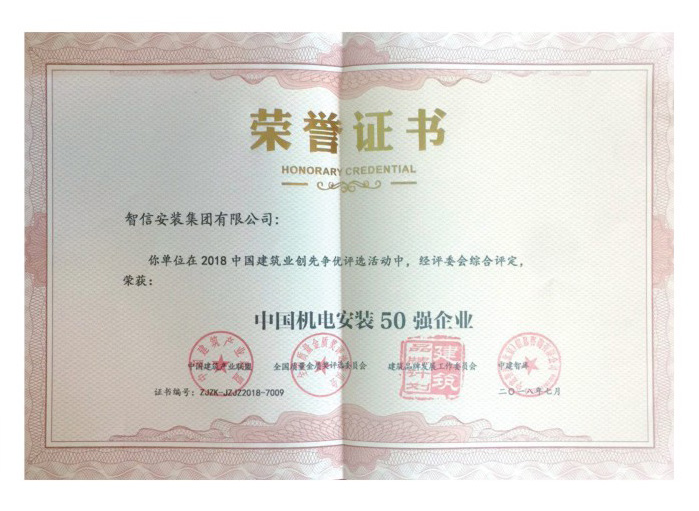 荣誉证书
HONORARY CREDENTIAL
智信安装集团有限公司：
你单位在2018中国建筑业创先争优评选活动中，经评委会综合评定，
荣获：
中国机电安装50强企业
中国建筑产业联盟 全国质量金质奖评选委员会 建筑品牌发展工作委员会 中建智库
证书编号：ZJZK-JZJZ2018-7009 二〇一八年七月